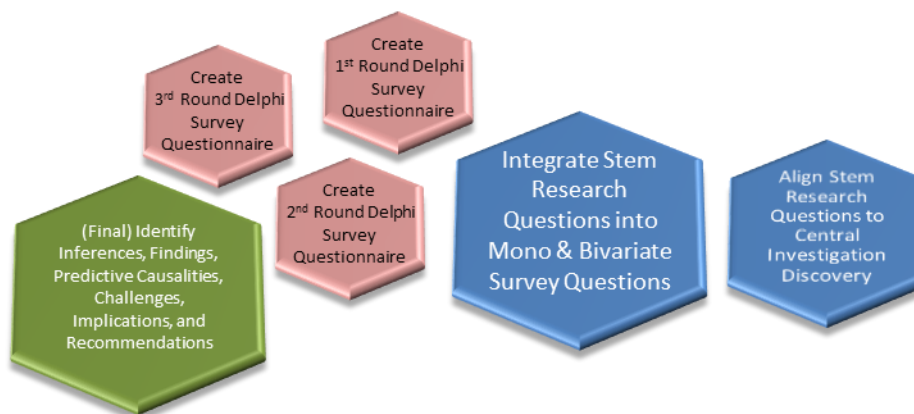 Create
3rd Round Delphi
Survey
Questionnaire
Create
1st Round Delphi
Survey
Questionnaire
Create
2nd Round Delphi
Survey
Questionnaire
(Final) Identify
Inferences, Findings,
Predictive Causalities,
Challenges,
Implications, and
Recommendations
Integrate Stem
Research
Questions into
Mono & Bivariate
Survey Questions
Align Stem
Research
Questions to
Central
Investigation
Discovery